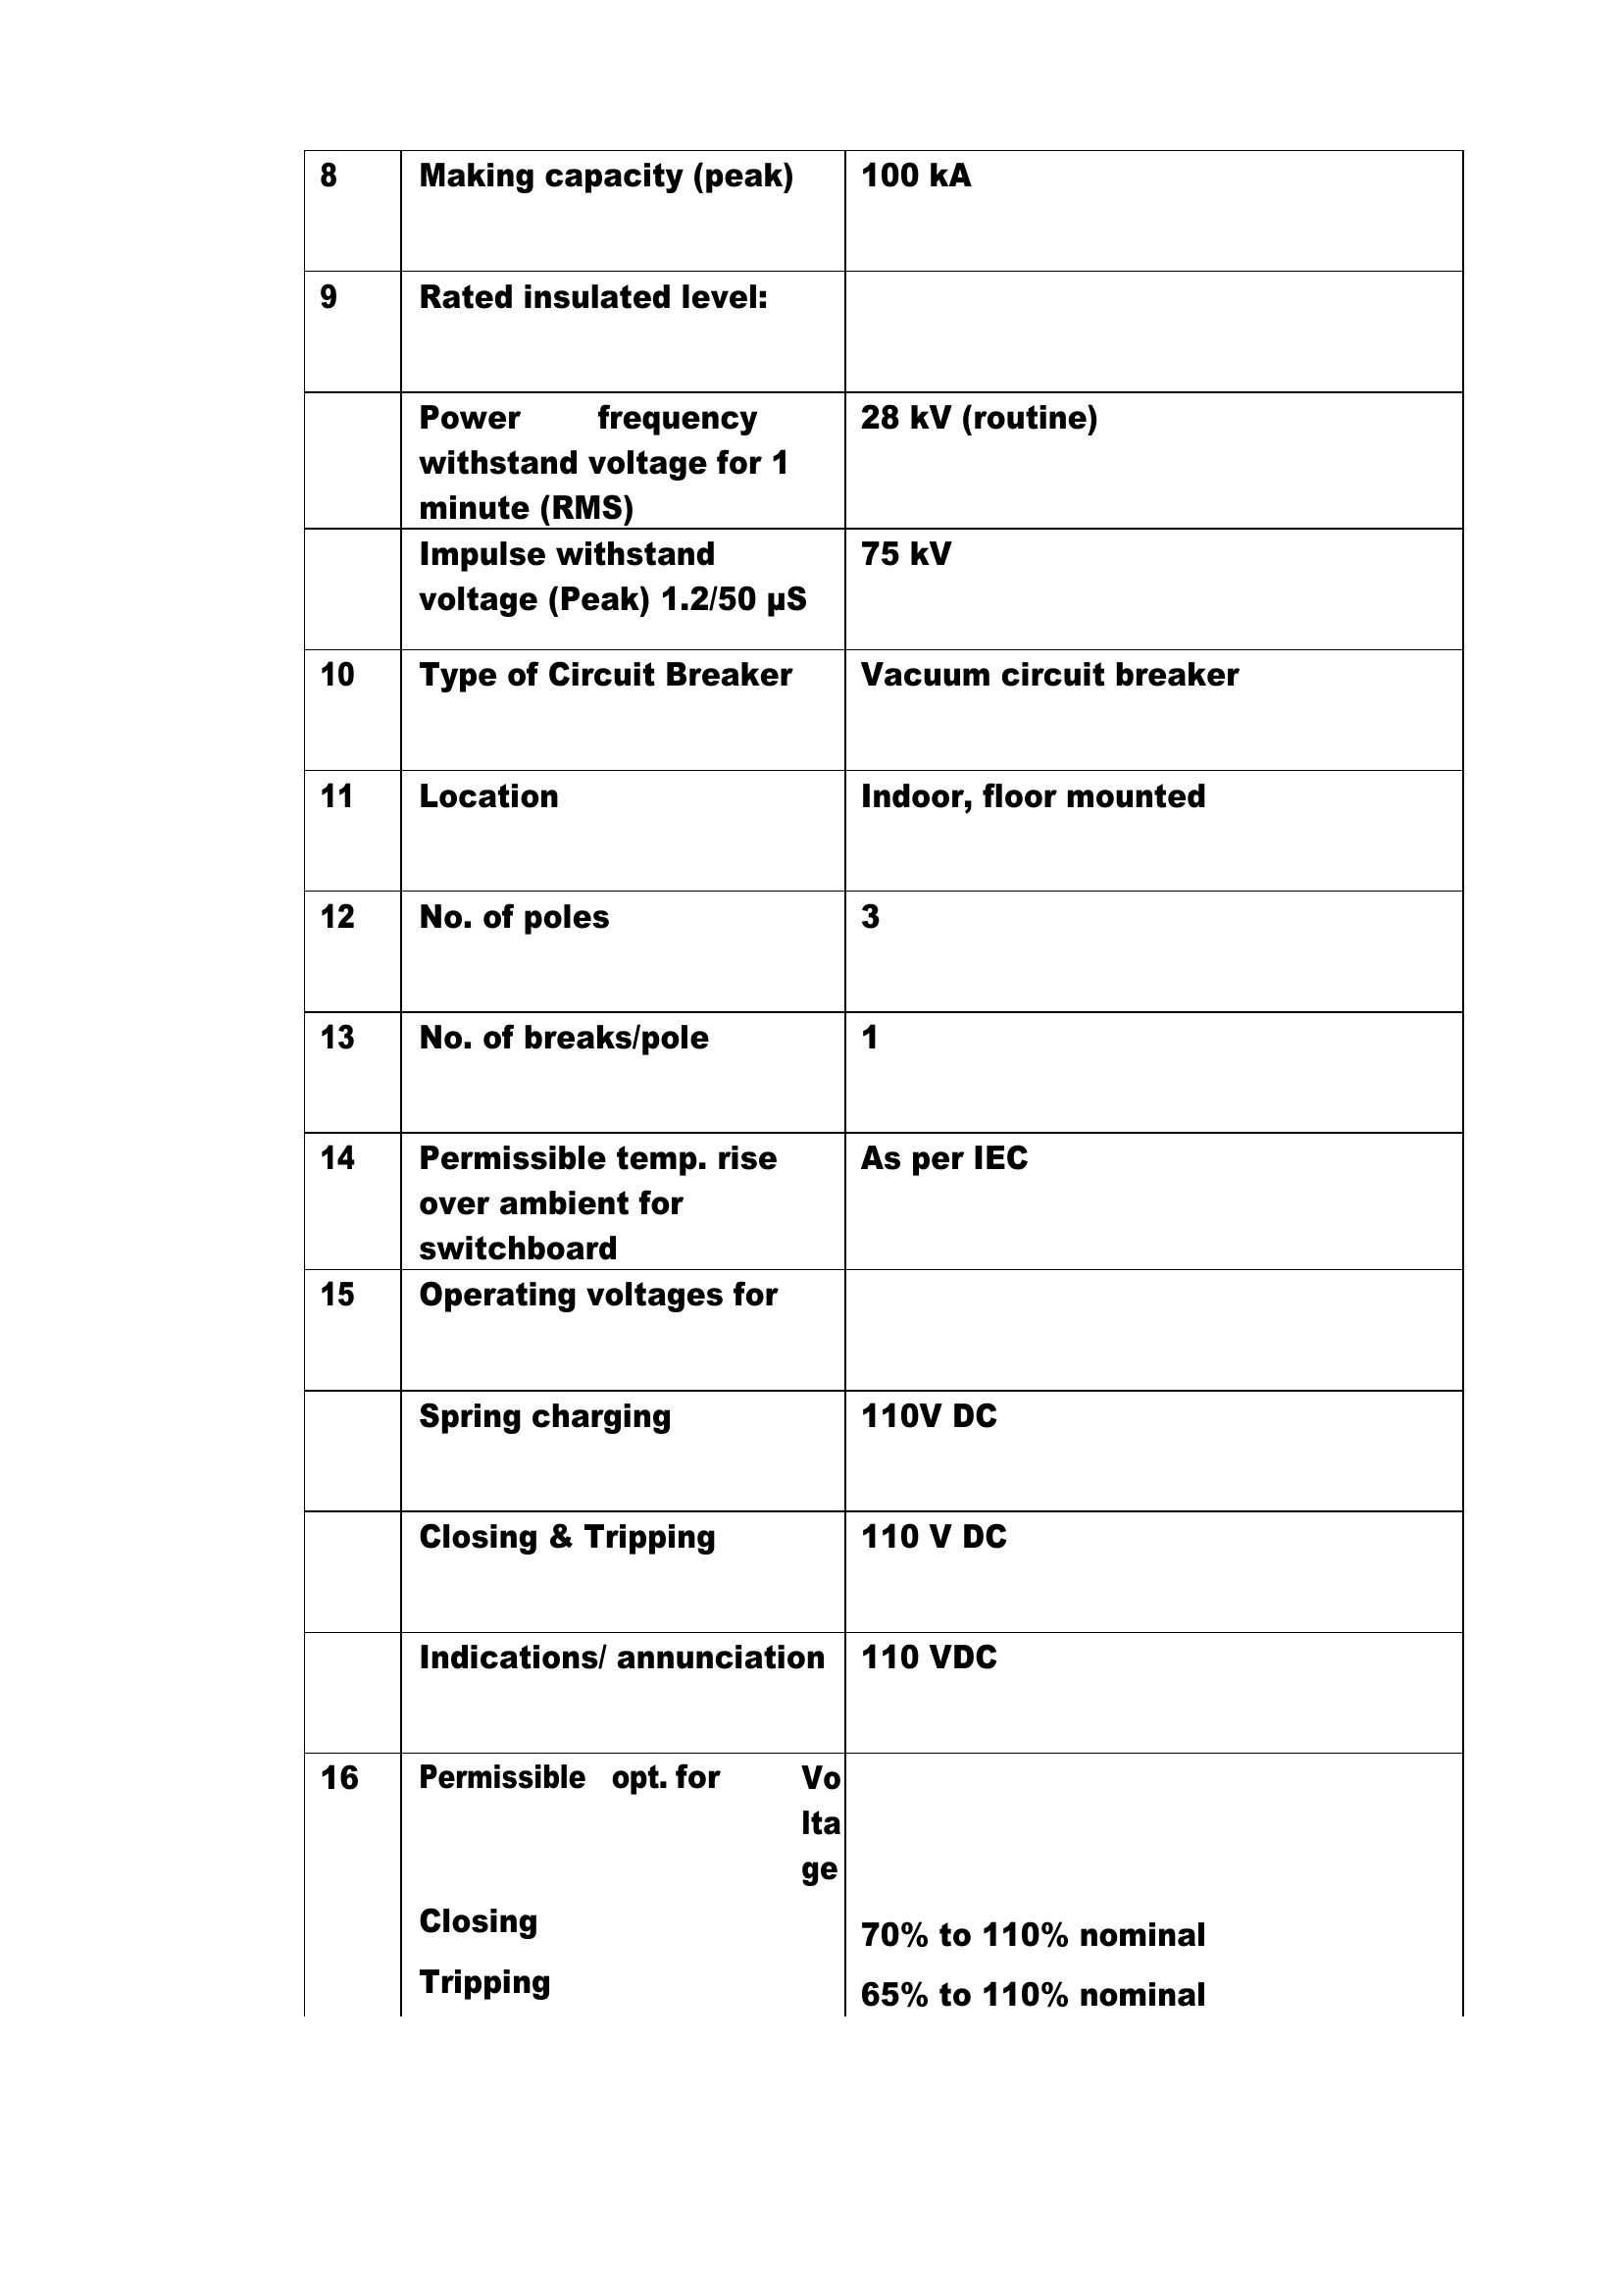 8 Making capacity (peak) 100 kA
9 Rated insulated level:
Power frequency 28 kV (routine)
withstand voltage for 1
minute (RMS)
Impulse withstand 75 kV
voltage (Peak) 1.2/50 µS
10 Type of Circuit Breaker Vacuum circuit breaker
11 Location Indoor, floor mounted
12 No. of poles 3
13 No. of breaks/pole 1
14 Permissible temp. rise As per IEC
over ambient for
switchboard
15 Operating voltages for
Spring charging 110V DC
Closing & Tripping 110 V DC
Indications/ annunciation 110 VDC
16 Permissible opt. for Vo
lta
ge
Closing 70% to 110% nominal
Tripping 65% to 110% nominal